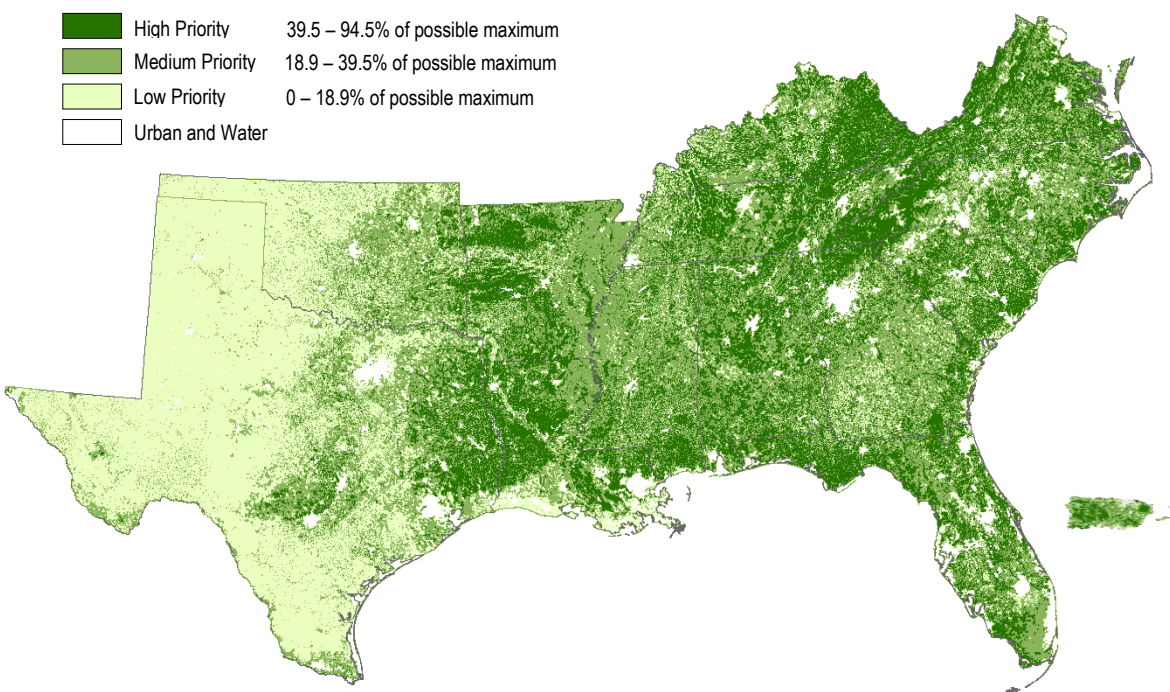 High Priority 39.5 – 94.5% of possible maximum
Medium Priority 18.9 – 39.5% of possible maximum
Low Priority 0 – 18.9% of possible maximum
Urban and Water